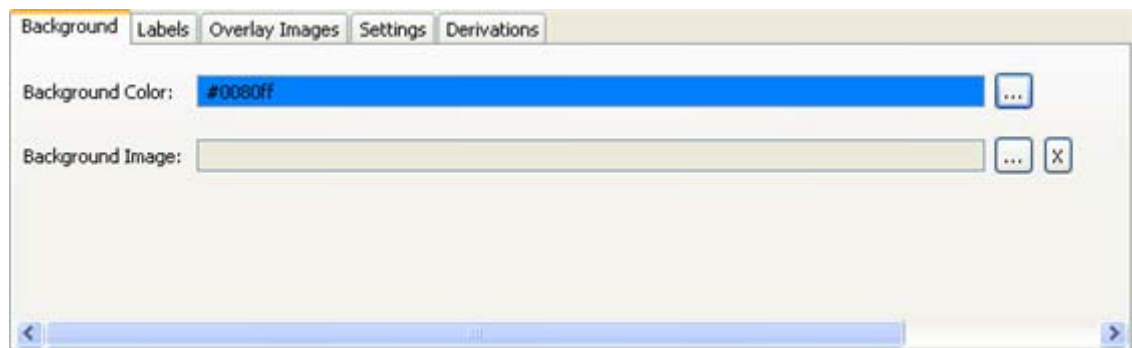 Background Labels Overlay Images Settings Derivations
Background Color: #0080ff ...
Background Image: ... X